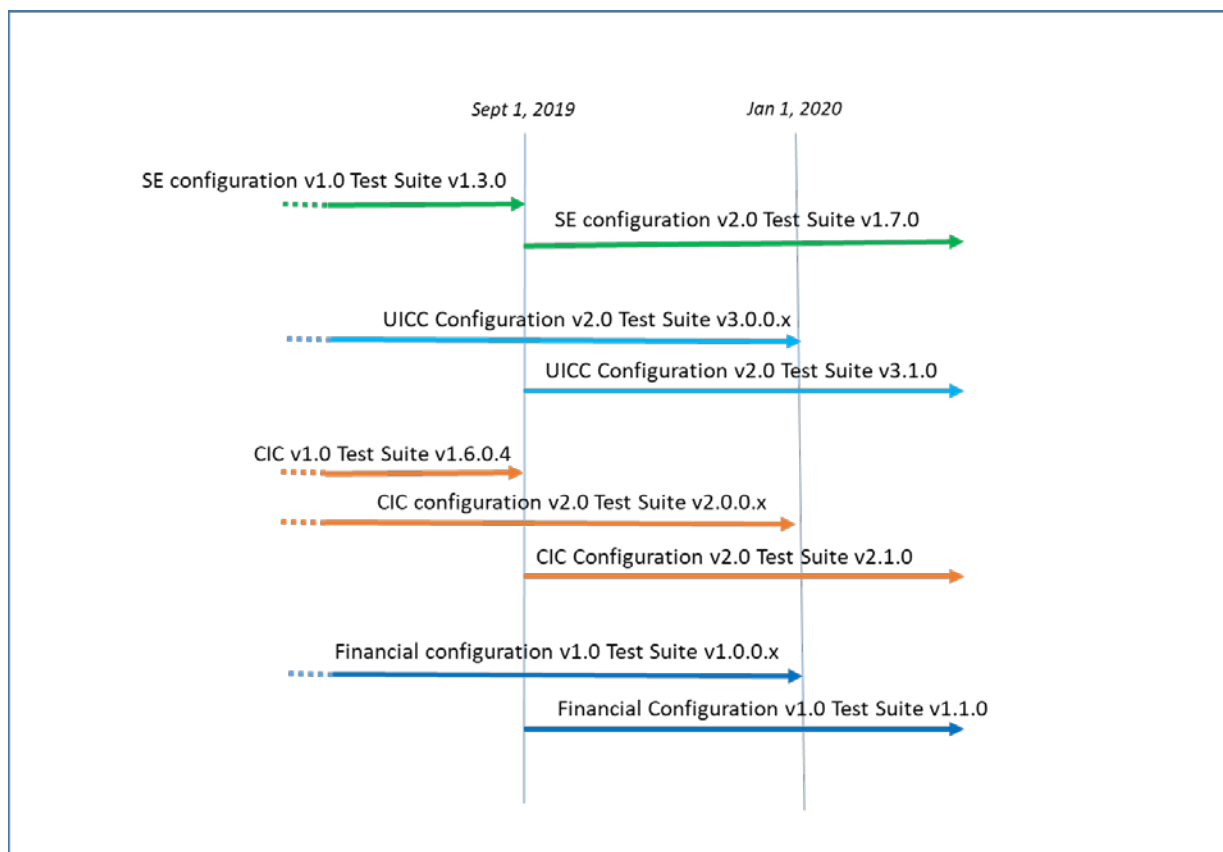 Sept 1, 2019
Jan 1, 2020
SE configuration v1.0 Test Suite v1.3.0
SE configuration v2.0 Test Suite v1.7.0
UICC Configuration v2.0 Test Suite v3.0.0.x
UICC Configuration v2.0 Test Suite v3.1.0
CIC v1.0 Test Suite v1.6.0.4
CIC configuration v2.0 Test Suite v2.0.0.x
CIC Configuration v2.0 Test Suite v2.1.0
Financial configuration v1.0 Test Suite v1.0.0.x
Financial Configuration v1.0 Test Suite v1.1.0